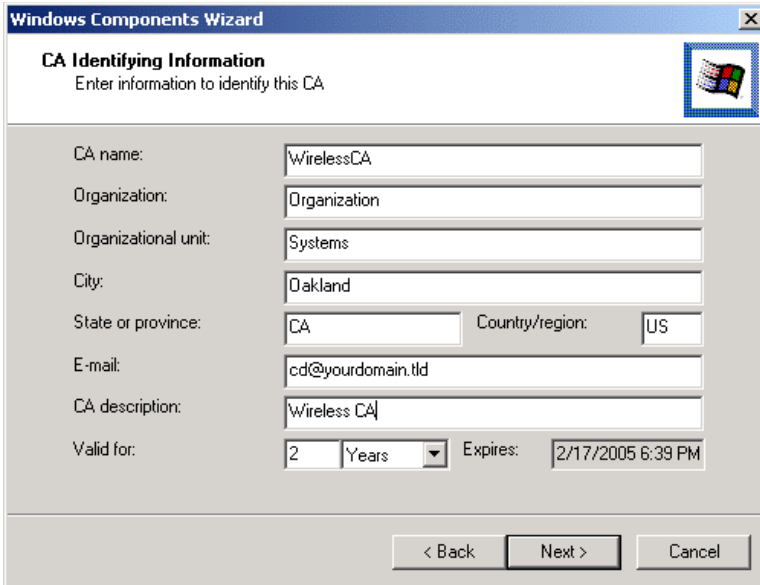 Windows Components Wizard
CA Identifying Information
Enter information to identify this CA
CA name: WirelessCA
Organization: Organization
Organizational unit: Systems
City: Oakland
State or province: CA Country/region: US
E-mail: cd@yourdomain.tld
CA description: Wireless CA
Valid for: 2 Years Expires: 2/17/2005 6:39 PM
< Back Next > Cancel